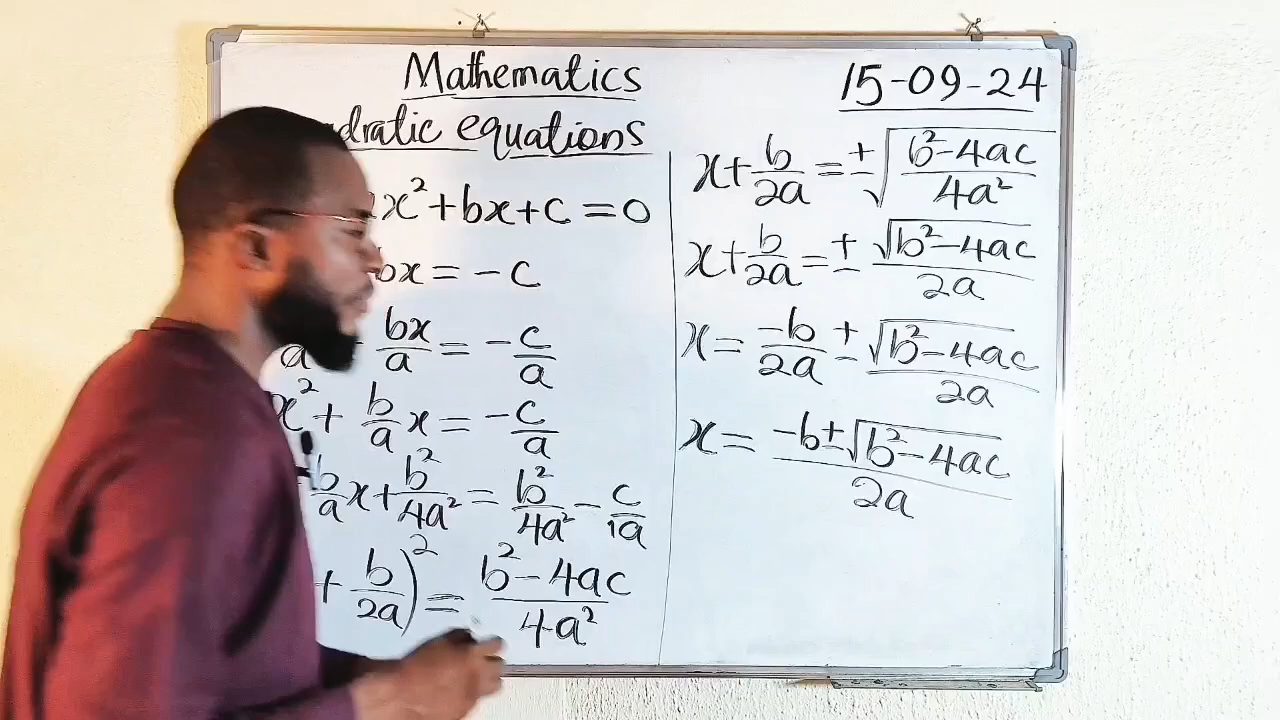 Mathematics
dratic equations
x²+bx+c=0
bx = -c
a bx/a = -c/a
x² + b/a x = -c/a
b/a x + b²/4a² = b²/4a² - c/1a
+ b/2a)² = b²-4ac/4a²
15-09-24
x+b/2a=±√b²-4ac/4a²
x+b/2a=±√b²-4ac/2a
x=-b/2a±√b²-4ac/2a
x=-b±√b²-4ac/2a